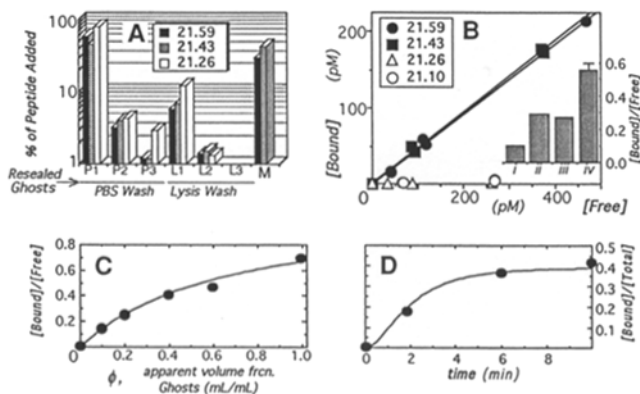 A
21.59
21.43
21.26
% of Peptide Added
100
10
1
P1 P2 P3 L1 L2 L3 M
Resealed
Ghosts
PBS Wash
Lysis Wash
B
21.59
21.43
21.26
21.10
[Bound] (pM)
200
100
0
0 200 400
(pM) [Free]
[Bound]/[Free]
0.6
0.4
0.2
0.0
i ii iii iv
C
[Bound]/[Free]
0.8
0.6
0.4
0.2
0 0.2 0.4 0.6 0.8 1.0
ϕ, apparent volume frcn.
Ghosts (mL/mL)
D
[Bound]/[Total]
0.5
0.4
0.3
0.2
0.1
0 2 6 8
time (min)